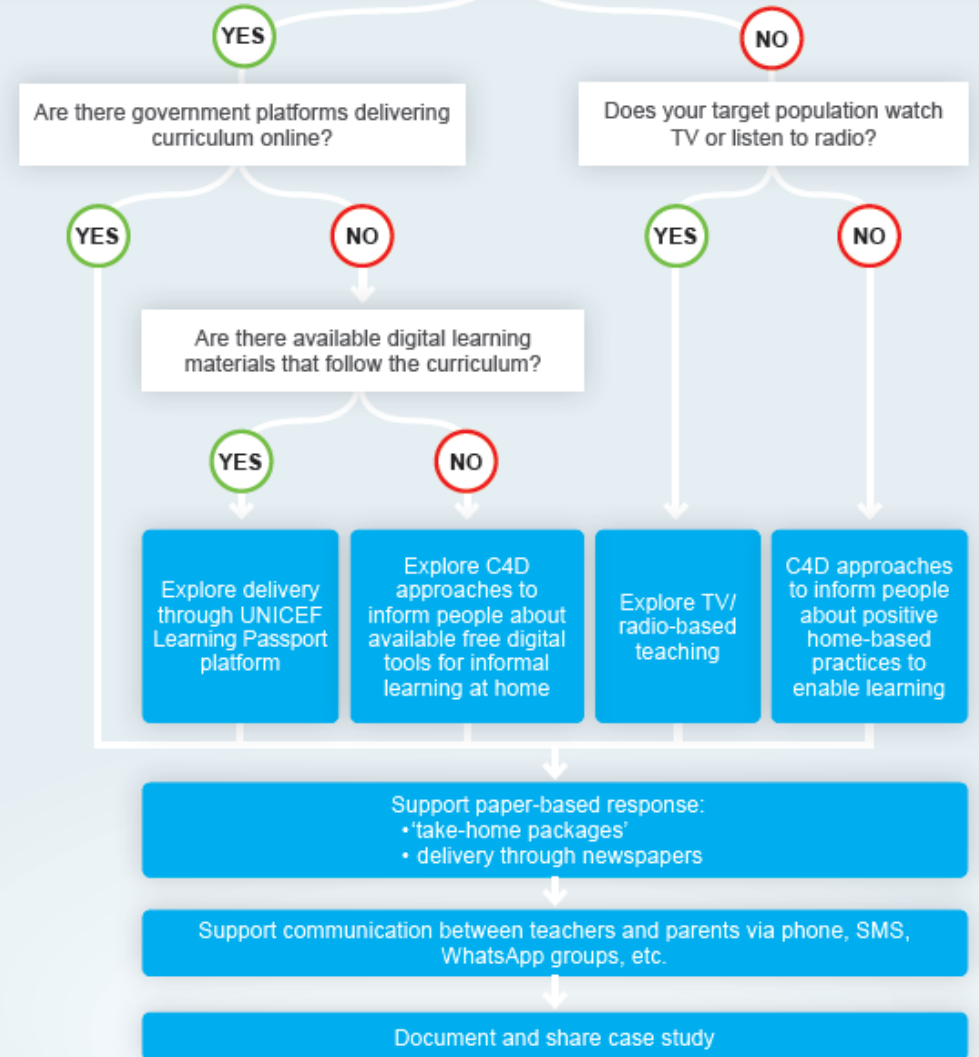 YES
NO
Are there government platforms delivering
curriculum online?
Does your target population watch
TV or listen to radio?
YES
NO
YES
NO
Are there available digital learning
materials that follow the curriculum?
YES
NO
Explore delivery
through UNICEF
Learning Passport
platform
Explore C4D
approaches to
inform people about
available free digital
tools for informal
learning at home
Explore TV/
radio-based
teaching
C4D approaches
to inform people
about positive
home-based
practices to
enable learning
Support paper-based response:
•‘take-home packages’
• delivery through newspapers
Support communication between teachers and parents via phone, SMS,
WhatsApp groups, etc.
Document and share case study